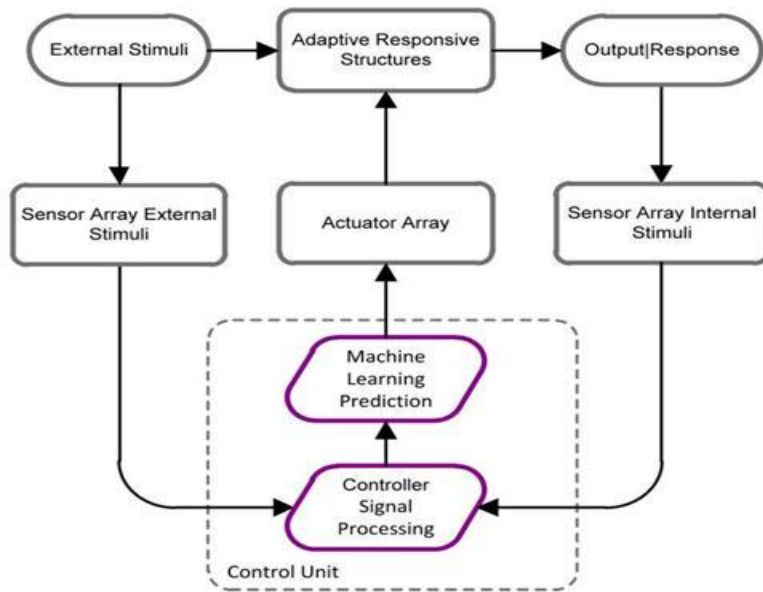 External Stimuli
Adaptive Responsive
Structures
Output|Response
Sensor Array External
Stimuli
Actuator Array
Sensor Array Internal
Stimuli
Machine
Learning
Prediction
Controller
Signal
Processing
Control Unit